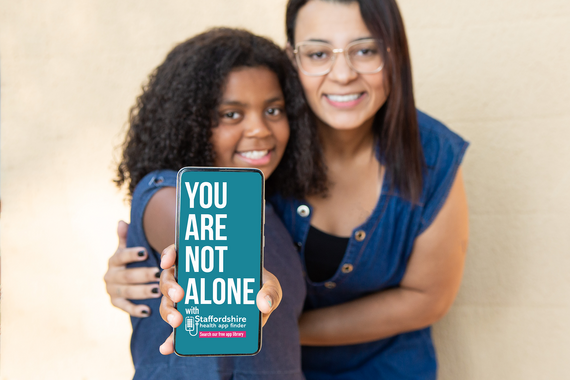 YOU
ARE
NOT
ALONE
with
Staffordshire
health app finder
Search our free app library